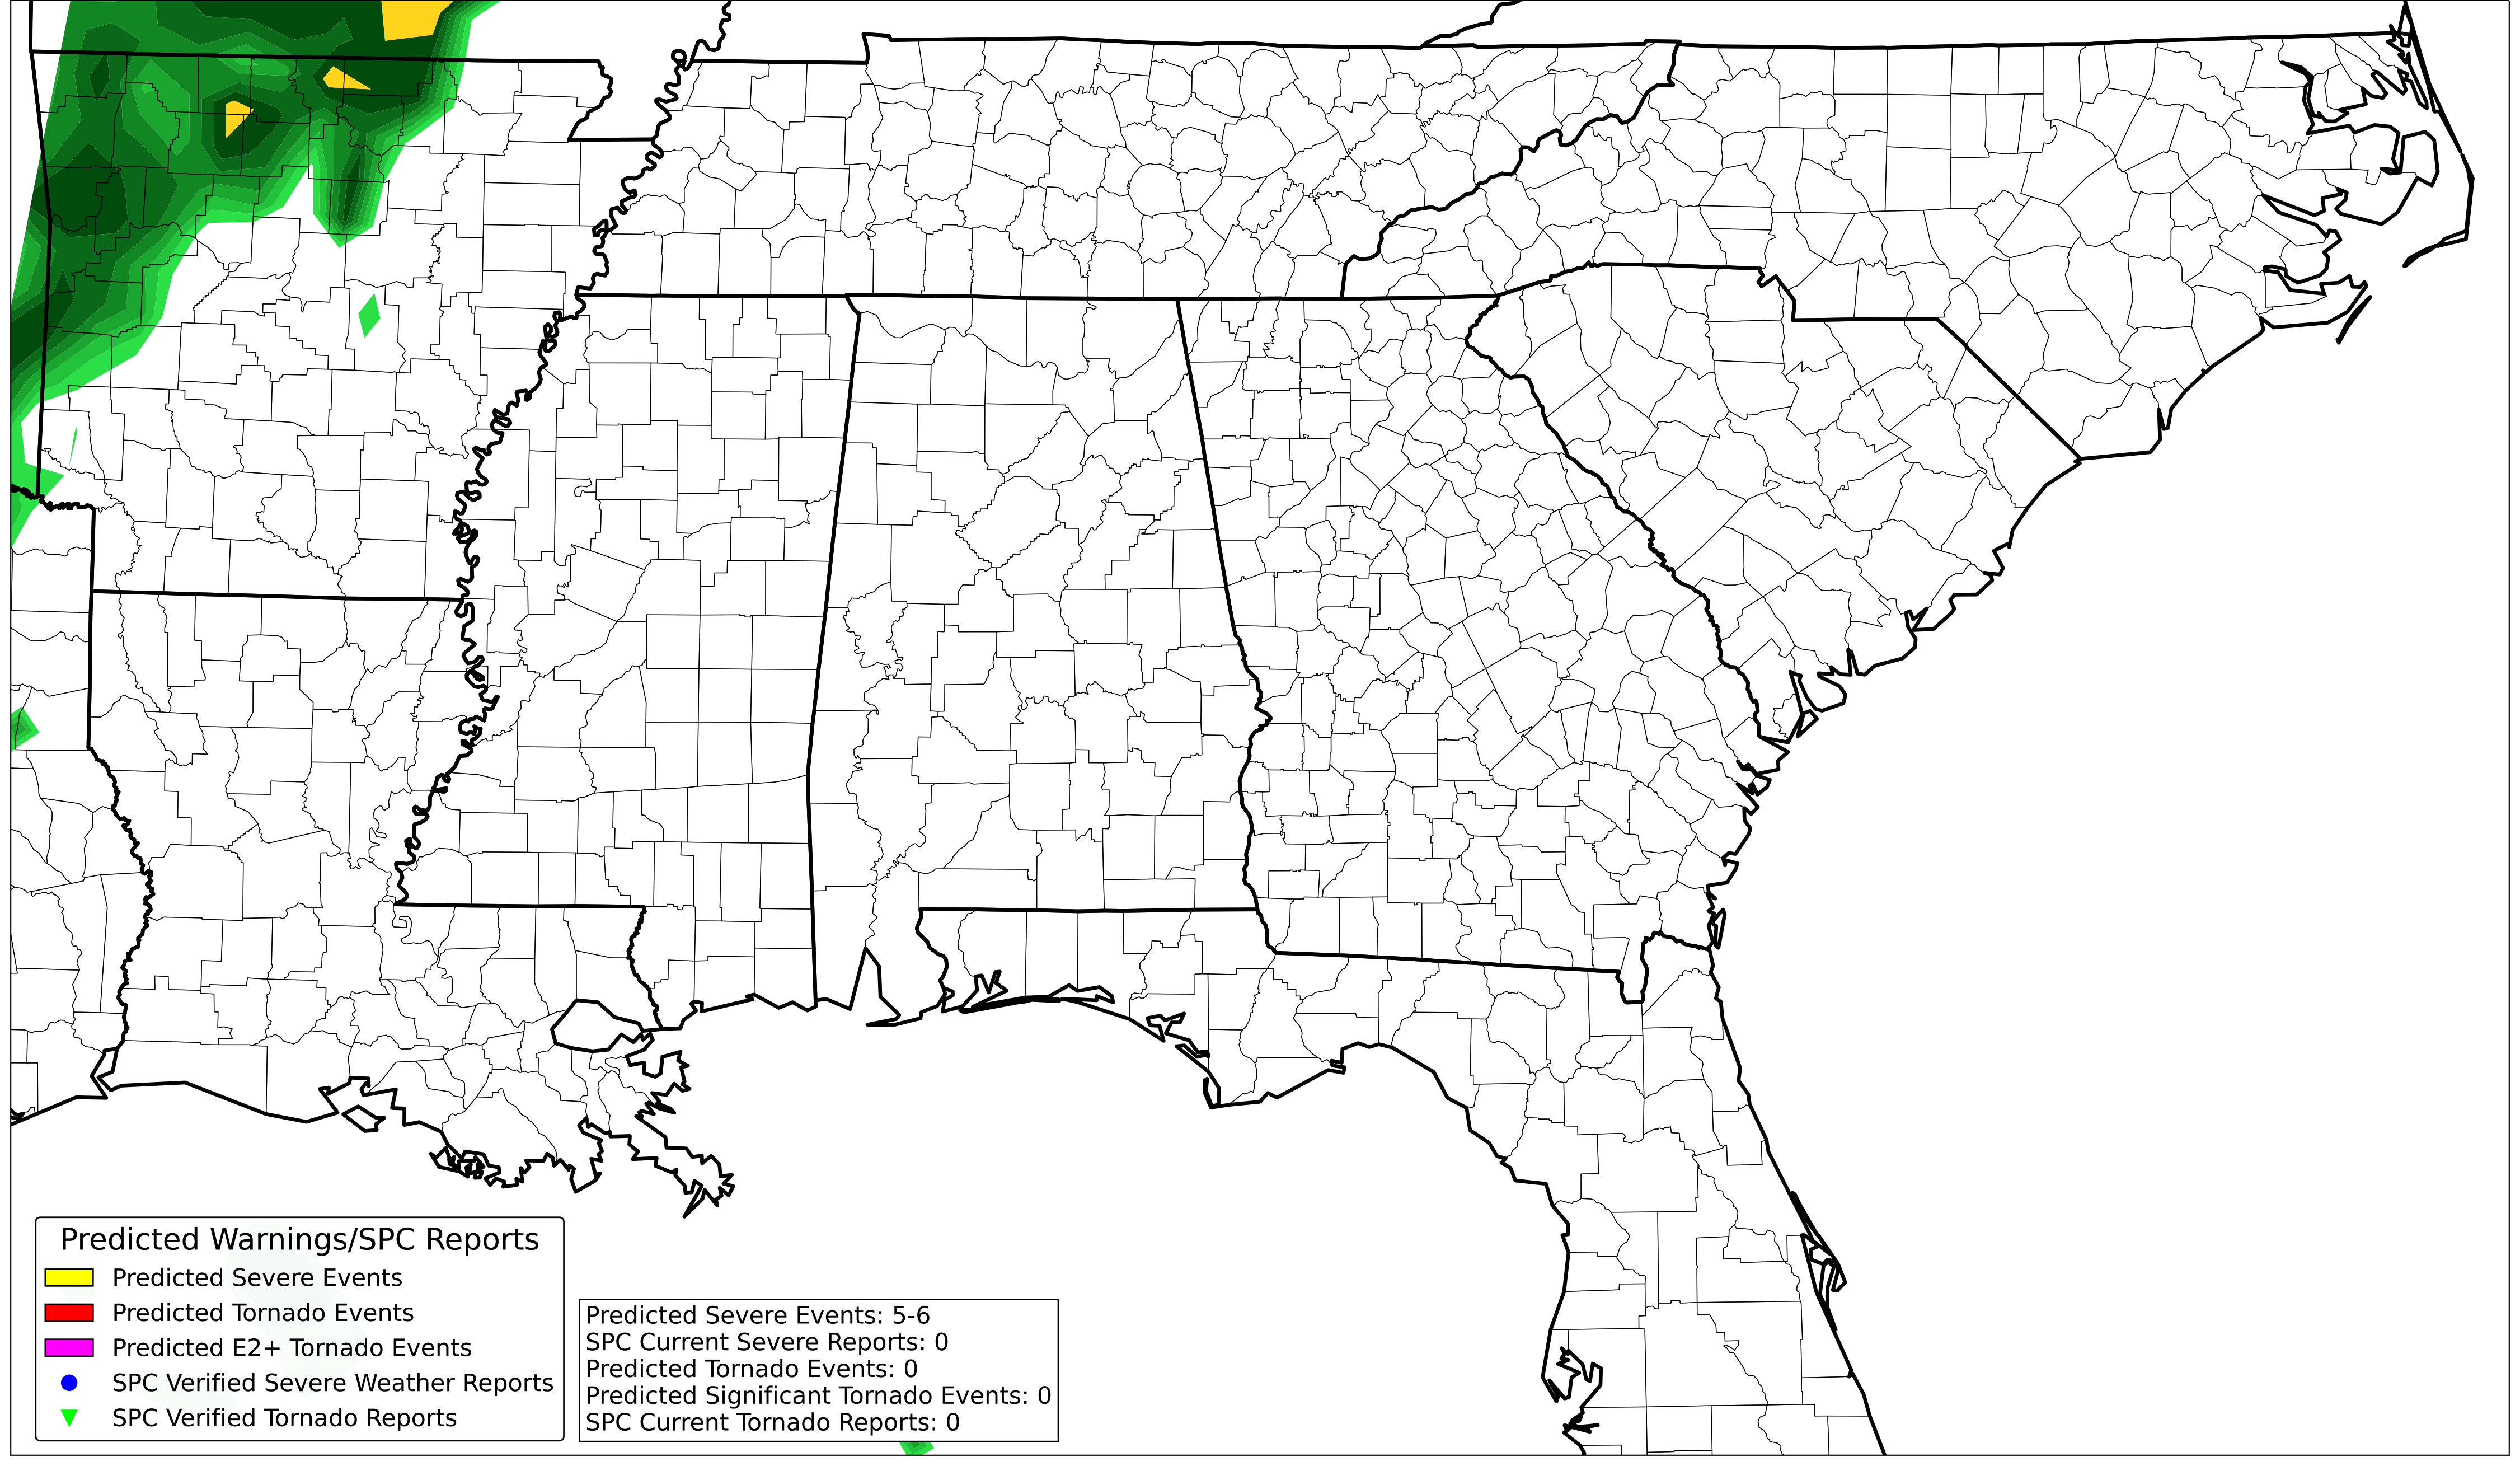 Predicted Warnings/SPC Reports
Predicted Severe Events
Predicted Tornado Events
Predicted E2+ Tornado Events
SPC Verified Severe Weather Reports
SPC Verified Tornado Reports
Predicted Severe Events: 5-6
SPC Current Severe Reports: 0
Predicted Tornado Events: 0
Predicted Significant Tornado Events: 0
SPC Current Tornado Reports: 0